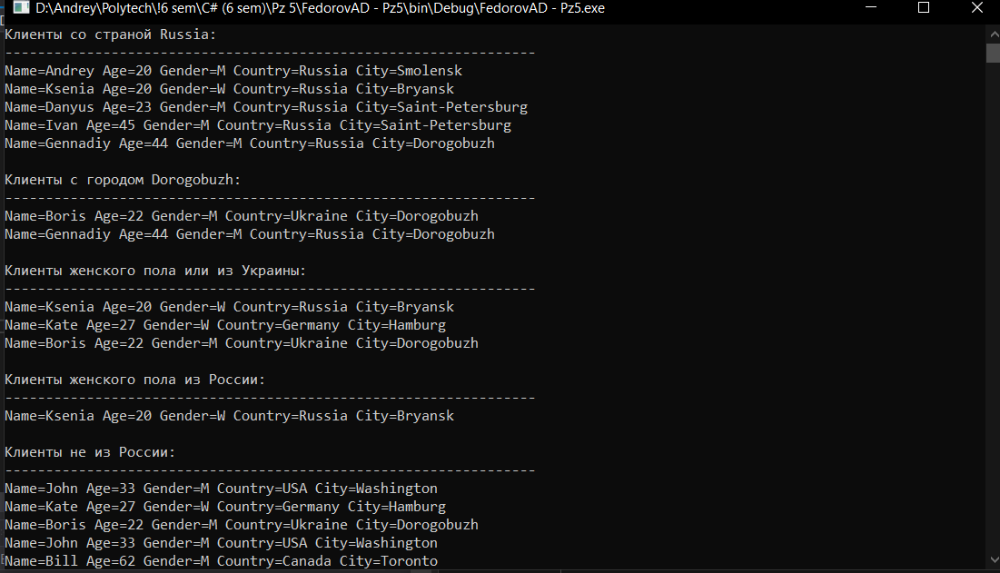 D:\Andrey\Polytech\!6 sem\C# (6 sem)\Pz 5\FedorovAD - Pz5\bin\Debug\FedorovAD - Pz5.exe
Клиенты со страной Russia:
-----------------------------------------------------------------
Name=Andrey Age=20 Gender=M Country=Russia City=Smolensk
Name=Ksenia Age=20 Gender=W Country=Russia City=Bryansk
Name=Danyus Age=23 Gender=M Country=Russia City=Saint-Petersburg
Name=Ivan Age=45 Gender=M Country=Russia City=Saint-Petersburg
Name=Gennadiy Age=44 Gender=M Country=Russia City=Dorogobuzh
Клиенты с городом Dorogobuzh:
-----------------------------------------------------------------
Name=Boris Age=22 Gender=M Country=Ukraine City=Dorogobuzh
Name=Gennadiy Age=44 Gender=M Country=Russia City=Dorogobuzh
Клиенты женского пола или из Украины:
-----------------------------------------------------------------
Name=Ksenia Age=20 Gender=W Country=Russia City=Bryansk
Name=Kate Age=27 Gender=W Country=Germany City=Hamburg
Name=Boris Age=22 Gender=M Country=Ukraine City=Dorogobuzh
Клиенты женского пола из России:
-----------------------------------------------------------------
Name=Ksenia Age=20 Gender=W Country=Russia City=Bryansk
Клиенты не из России:
-----------------------------------------------------------------
Name=John Age=33 Gender=M Country=USA City=Washington
Name=Kate Age=27 Gender=W Country=Germany City=Hamburg
Name=Boris Age=22 Gender=M Country=Ukraine City=Dorogobuzh
Name=John Age=33 Gender=M Country=USA City=Washington
Name=Bill Age=62 Gender=M Country=Canada City=Toronto